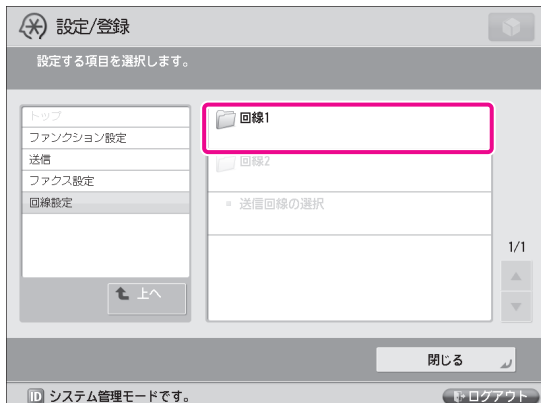 設定/登録
設定する項目を選択します。
トップ
ファンクション設定
送信
ファクス設定
回線設定
上へ
回線1
回線2
送信回線の選択
1/1
閉じる
ID システム管理モードです。
ログアウト